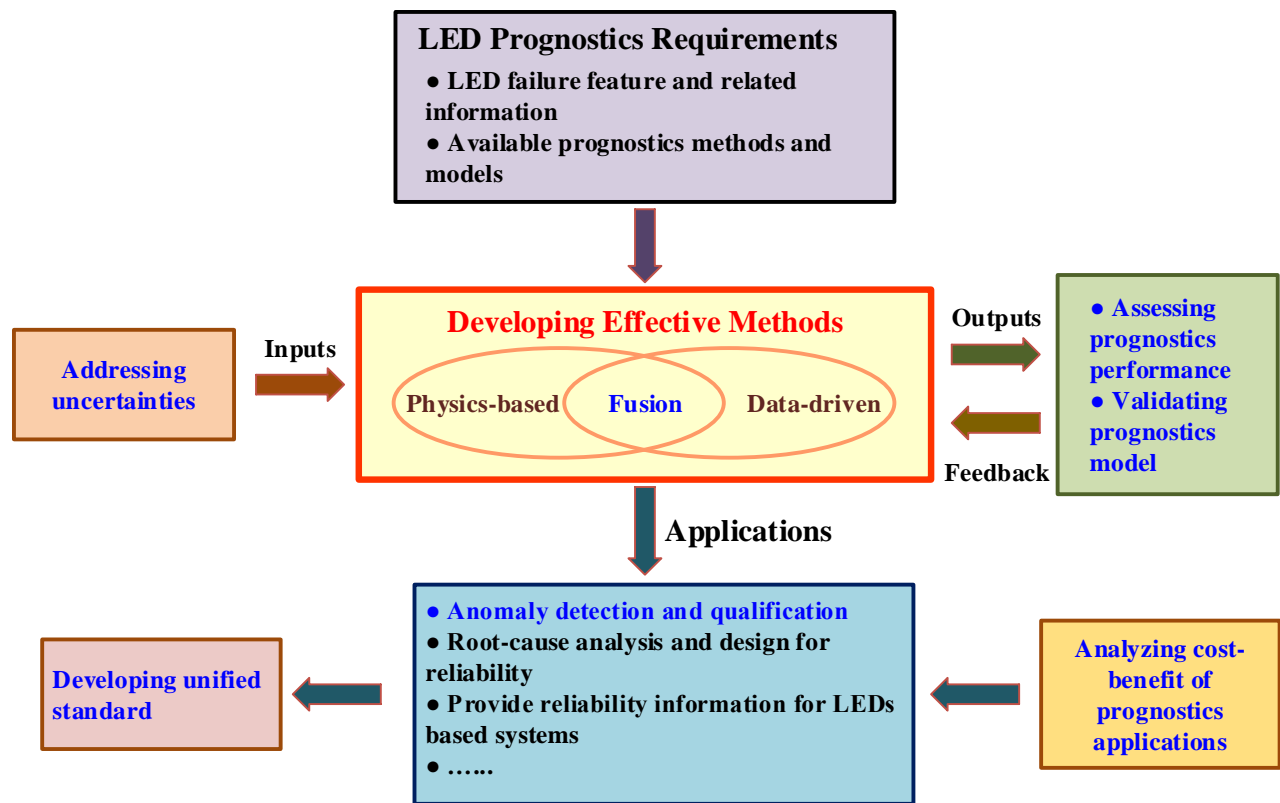 LED Prognostics Requirements
● LED failure feature and related
information
● Available prognostics methods and
models
Developing Effective Methods
Physics-based
Fusion
Data-driven
Inputs
Addressing
uncertainties
Outputs
Feedback
● Assessing
prognostics
performance
● Validating
prognostics
model
Applications
● Anomaly detection and qualification
● Root-cause analysis and design for
reliability
● Provide reliability information for LEDs
based systems
● …...
Developing unified
standard
Analyzing cost-
benefit of
prognostics
applications